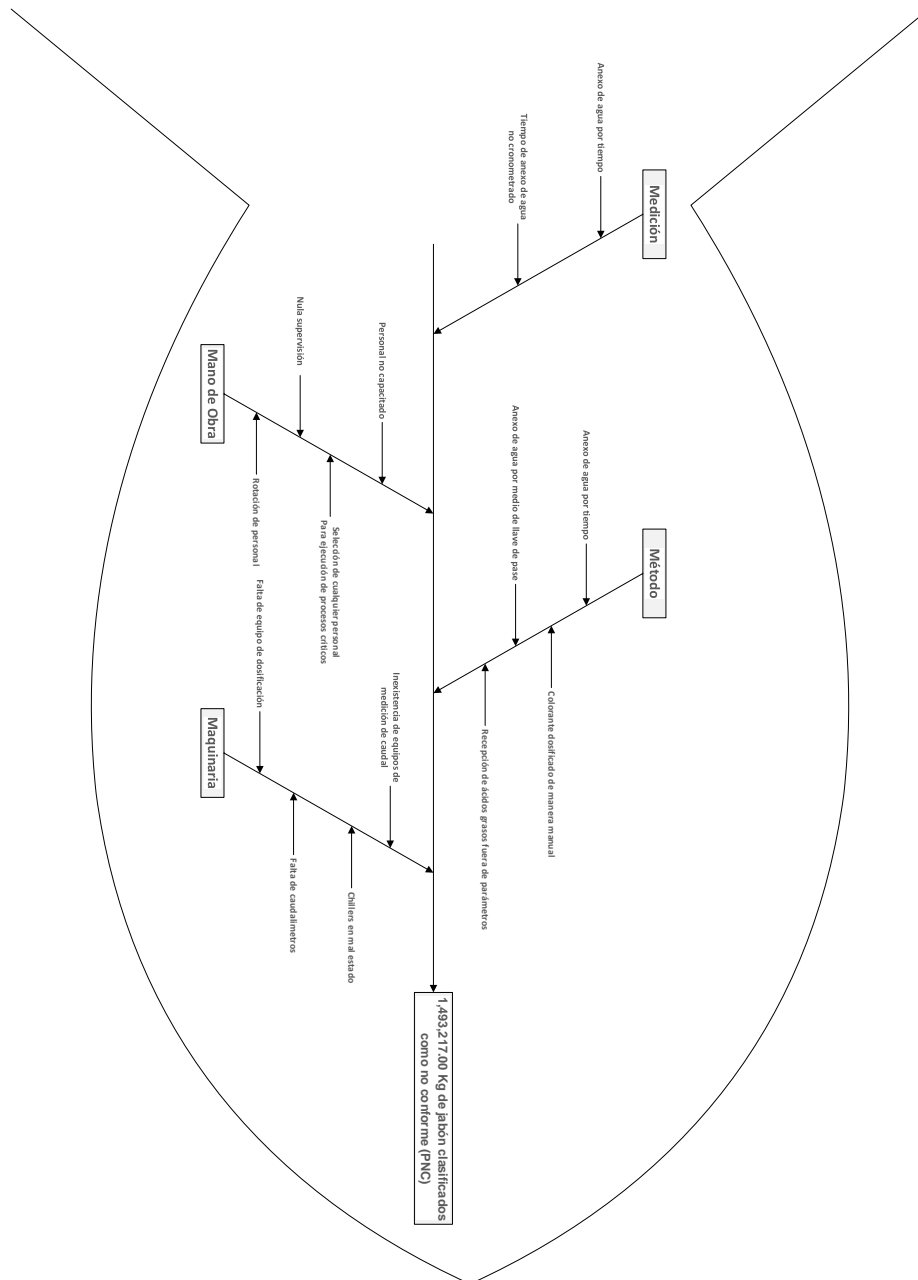 Medición
Anexo de agua por tiempo
Tiempo de anexo de agua
no cronometrado
Método
Anexo de agua por tiempo
Colorante dosificado de manera manual
Anexo de agua por medio de llave de pase
Recepción de ácidos grasos fuera de parámetros
1,493,217.00 Kg de jabón clasificados
como no conforme (PNC)
Personal no capacitado
Selección de cualquier personal
Para ejecución de procesos críticos
Nula supervisión
Rotación de personal
Mano de Obra
Inexistencia de equipos de
medición de caudal
Chillers en mal estado
Falta de caudalimetros
Falta de equipo de dosificación
Maquinaria